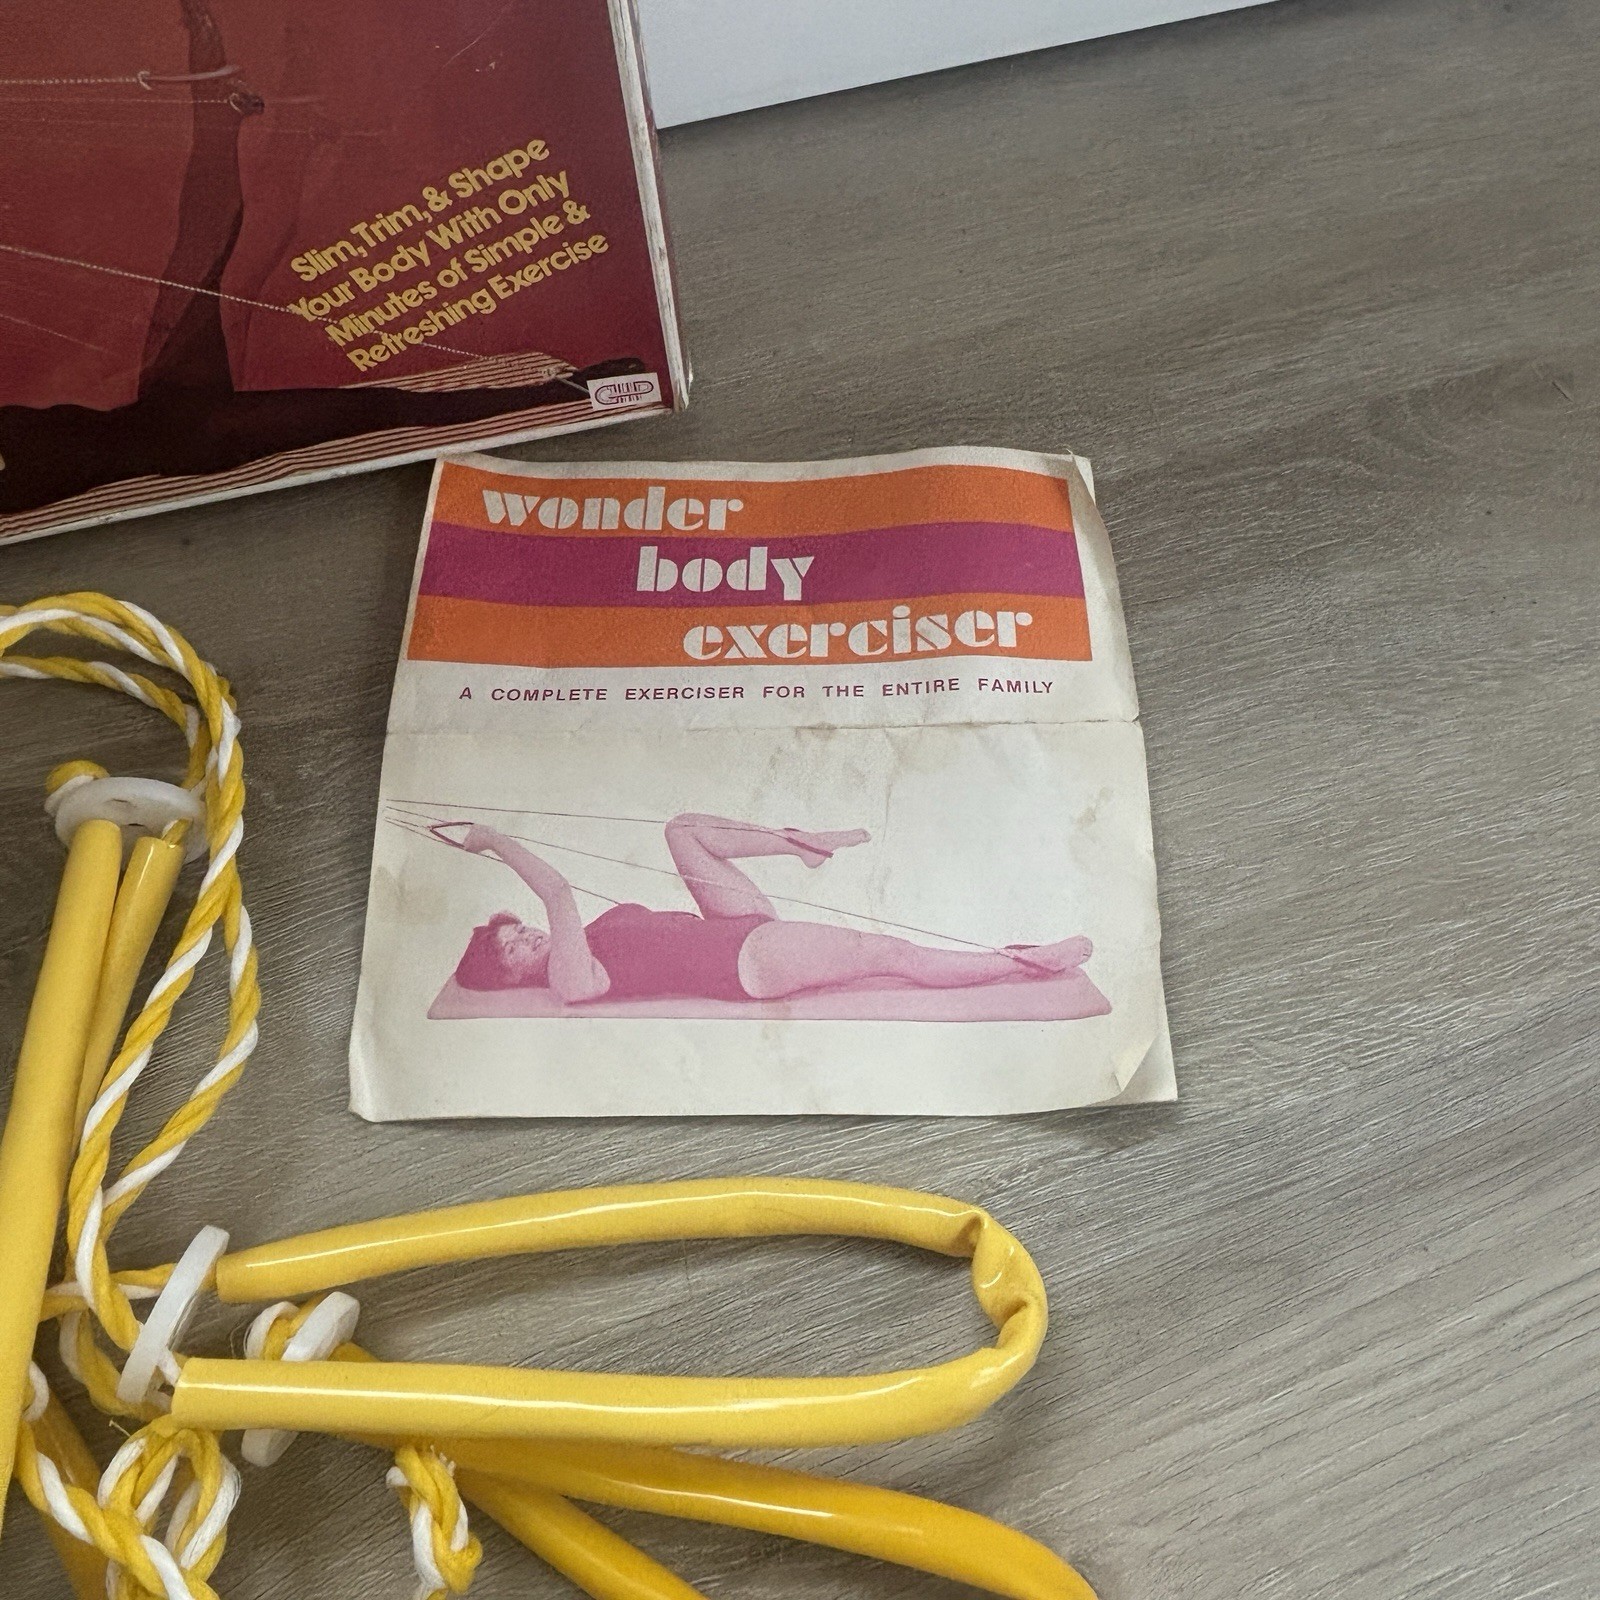 Slim, Trim, & Shape
Your Body With Only
Minutes of Simple &
Refreshing Exercise
wonder
body
exerciser
A COMPLETE EXERCISER FOR THE ENTIRE FAMILY